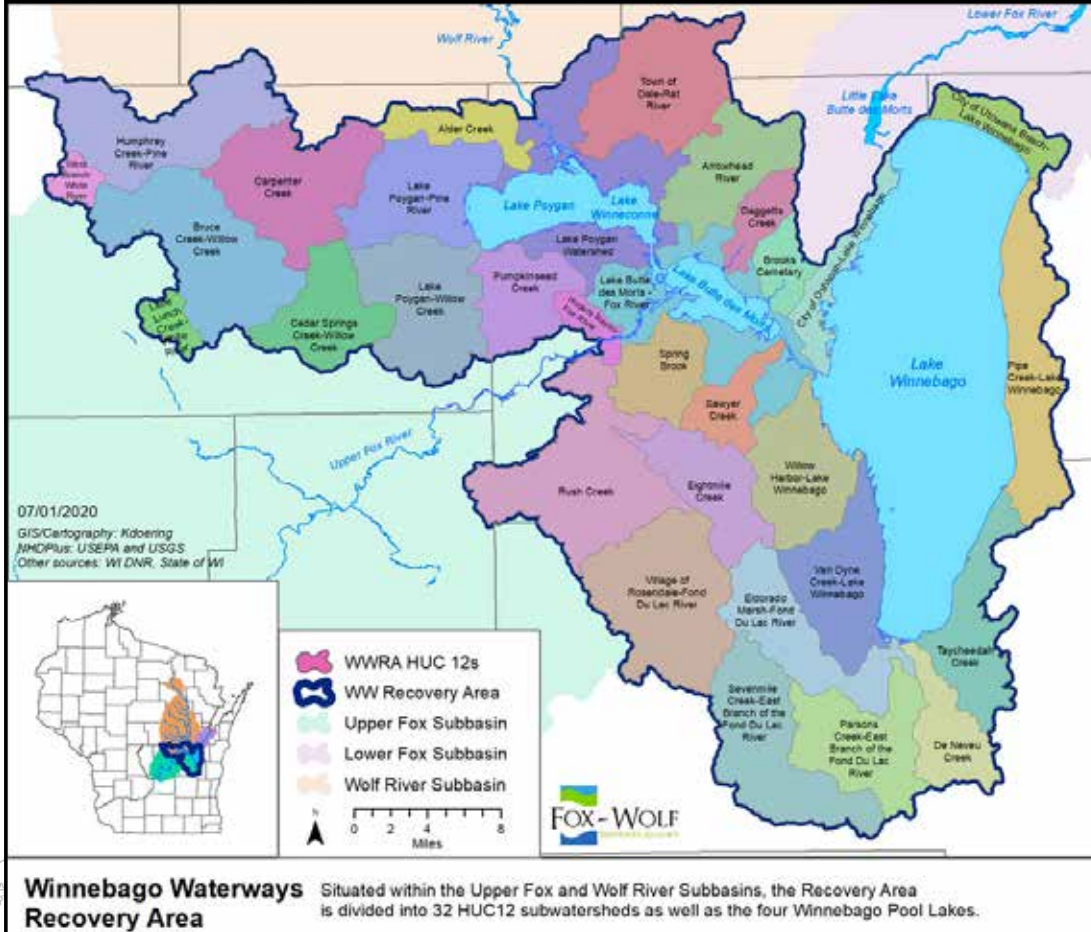 Lower Fox River
Wolf River
Town of
Dale-Rat
River
Little Lake
Butte des Morts
City of Utowana Beach-
Lake Winnebago
Alder Creek
Humphrey
Creek-Pine
River
West
Branch
White
River
Carpenter
Creek
Arrowhead
River
Lake
Poygan-Pine
River
Lake Poygan
Lake
Winneconne
Daggetts
Creek
Bruce
Creek-Willow
Creek
Lake Poygan
Watershed
Brooks
Cemetery
City of Oshkosh-Lake Winnebago
Pumpkinseed
Creek
Lake Butte
des Morts -
Fox River
Lake Butte des Morts
Lake
Poygan-Willow
Creek
Lunch
Creek-
Cedar Springs
Creek-Willow
Creek
Fox River
Spring
Brook
Lake
Winnebago
Pipe
Creek-Lake
Winnebago
Sawyer
Creek
Upper Fox River
Rush Creek
Eightmile
Creek
Willow
Harbor-Lake
Winnebago
07/01/2020
GIS/Cartography: Kdoering
NHDPlus: USEPA and USGS
Other sources: WI DNR, State of WI
Village of
Rosendale-Fond
Du Lac River
Van Dyne
Creek-Lake
Winnebago
Eldorado
Marsh-Fond
Du Lac River
Taycheedah
Creek
Sevenmile
Creek-East
Branch of the
Fond Du Lac
River
Parsons
Creek-East
Branch of the
Fond Du Lac
River
De Neveu
Creek
WWRA HUC 12s
WW Recovery Area
Upper Fox Subbasin
Lower Fox Subbasin
Wolf River Subbasin
N
0 2 4 8
Miles
FOX-WOLF
Winnebago Waterways
Recovery Area
Situated within the Upper Fox and Wolf River Subbasins, the Recovery Area
is divided into 32 HUC12 subwatersheds as well as the four Winnebago Pool Lakes.